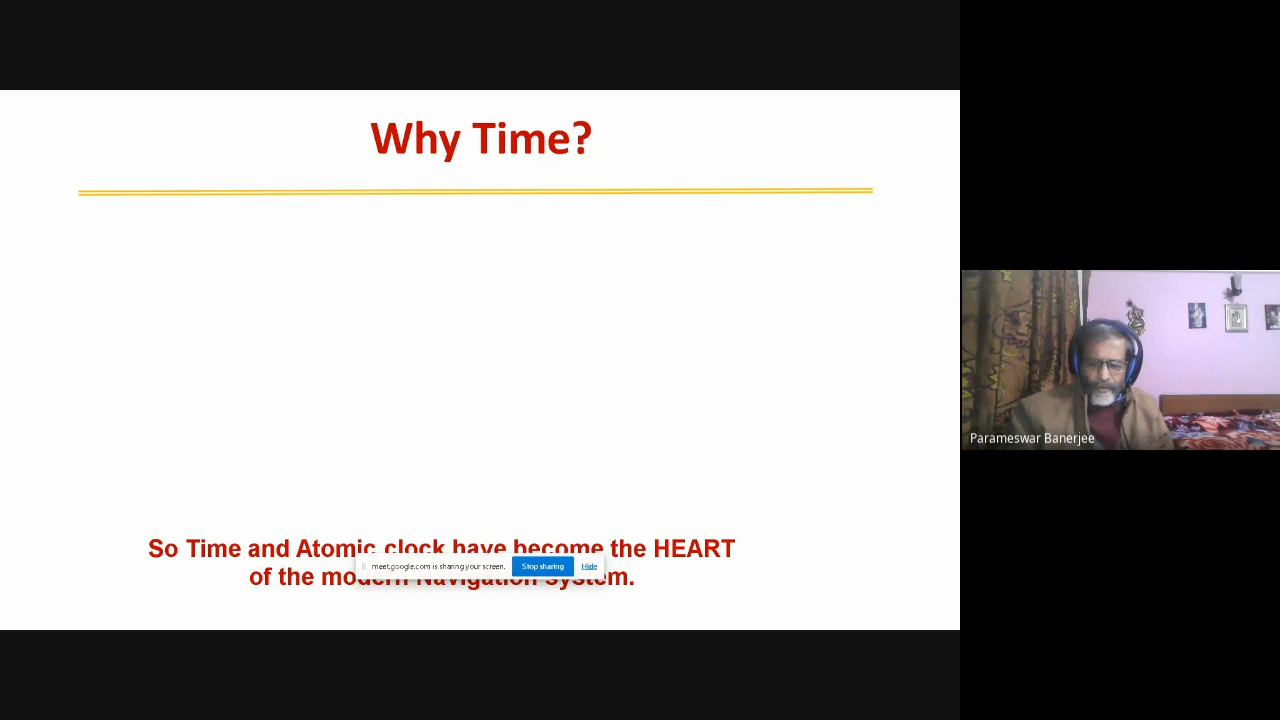 Why Time?
So Time and Atomic clock have become the HEART
of the modern Navigation system.
meet.google.com is sharing your screen.
Stop sharing
Hide
Parameswar Banerjee